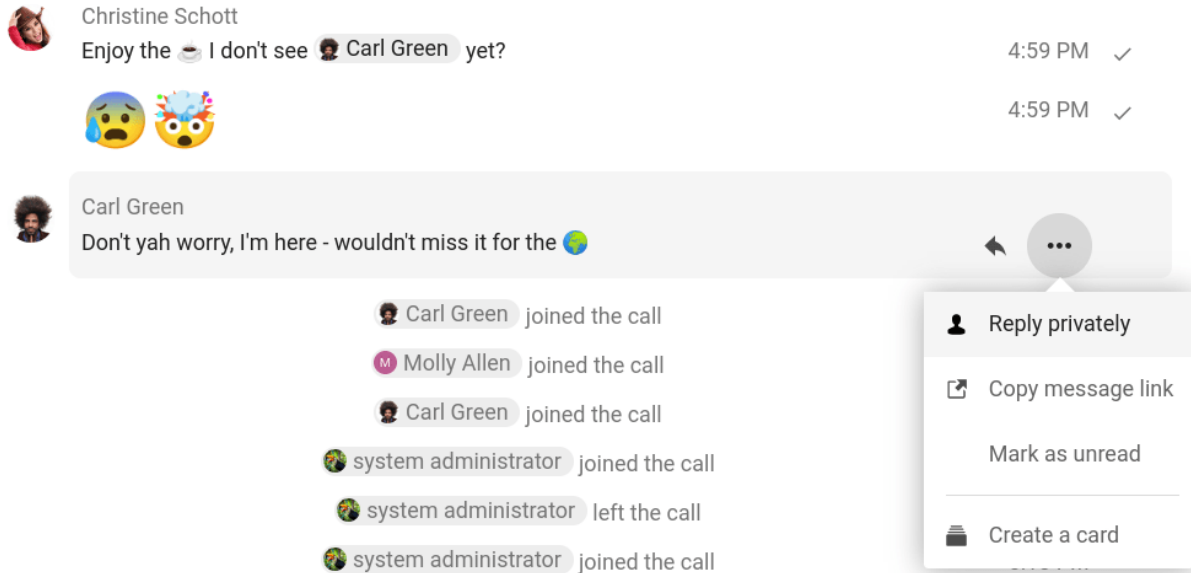 Christine Schott
Enjoy the ☕ I don't see Carl Green yet? 4:59 PM
4:59 PM
Carl Green
Don't yah worry, I'm here - wouldn't miss it for the 🌍
Carl Green joined the call
M Molly Allen joined the call
Carl Green joined the call
system administrator joined the call
system administrator left the call
system administrator joined the call
Reply privately
Copy message link
Mark as unread
Create a card